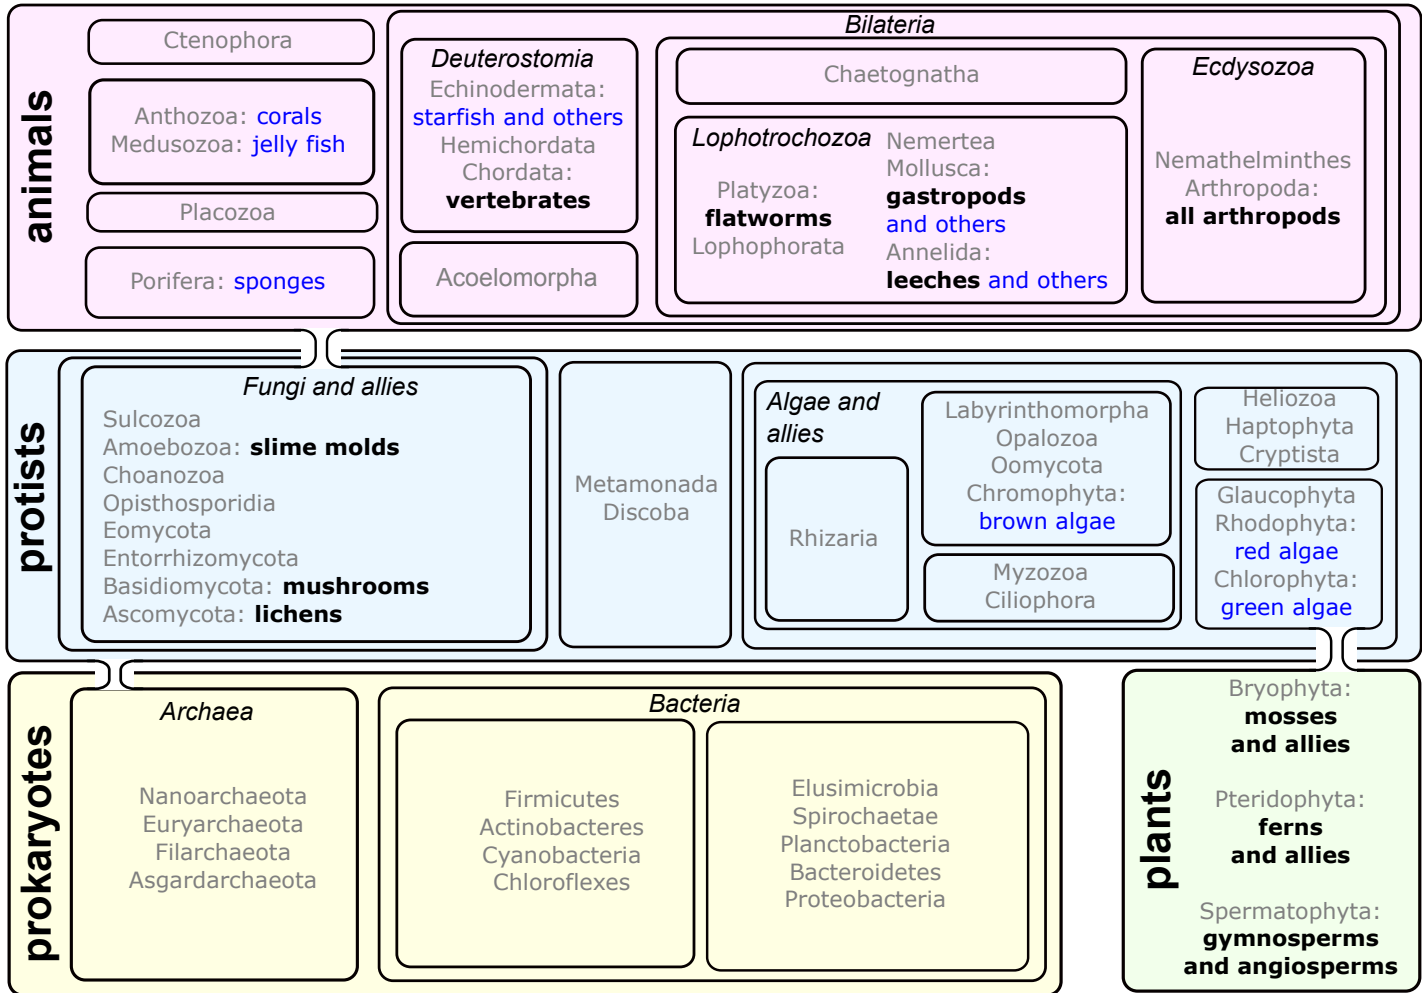 animals
Ctenophora
Anthozoa: corals
Medusozoa: jelly fish
Placozoa
Porifera: sponges
Bilateria
Deuterostomia
Echinodermata:
starfish and others
Hemichordata
Chordata:
vertebrates
Acoelomorpha
Chaetognatha
Lophotrochozoa
Platyzoa:
flatworms
Lophophorata
Nemertea
Mollusca:
gastropods
and others
Annelida:
leeches and others
Ecdysozoa
Nemathelminthes
Arthropoda:
all arthropods
protists
Fungi and allies
Sulcozoa
Amoebozoa: slime molds
Choanozoa
Opisthosporidia
Eomycota
Entorrhizomycota
Basidiomycota: mushrooms
Ascomycota: lichens
Metamonada
Discoba
Algae and
allies
Rhizaria
Labyrinthomorpha
Opalozoa
Oomycota
Chromophyta:
brown algae
Myzozoa
Ciliophora
Heliozoa
Haptophyta
Cryptista
Glaucophyta
Rhodophyta:
red algae
Chlorophyta:
green algae
prokaryotes
Archaea
Nanoarchaeota
Euryarchaeota
Filarchaeota
Asgardarchaeota
Bacteria
Firmicutes
Actinobacteres
Cyanobacteria
Chloroflexes
Elusimicrobia
Spirochaetae
Planctobacteria
Bacteroidetes
Proteobacteria
plants
Bryophyta:
mosses
and allies
Pteridophyta:
ferns
and allies
Spermatophyta:
gymnosperms
and angiosperms